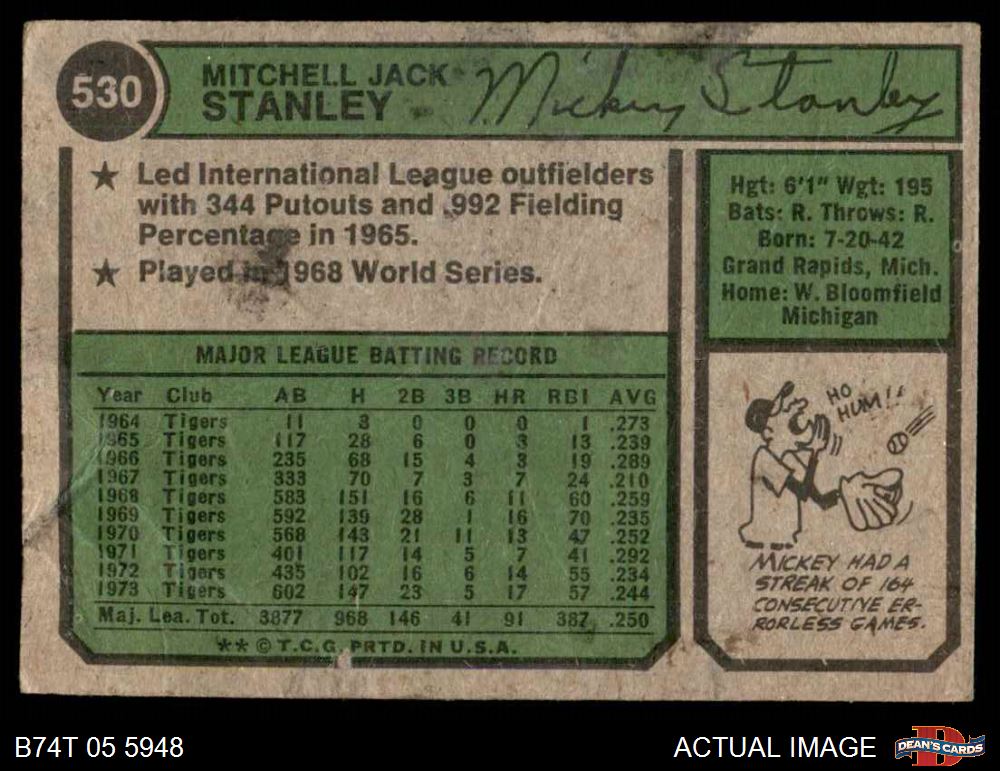 530
MITCHELL JACK
STANLEY
Mickey Stanley
★ Led International League outfielders
with 344 Putouts and .992 Fielding
Percentage in 1965.
★ Played in 1968 World Series.
Hgt: 6'1" Wgt: 195
Bats: R. Throws: R.
Born: 7-20-42
Grand Rapids, Mich.
Home: W. Bloomfield
Michigan
MAJOR LEAGUE BATTING RECORD
Year Club AB H 2B 3B HR RBI AVG
1964 Tigers 11 3 0 0 0 1 .273
1965 Tigers 117 28 6 0 3 13 .239
1966 Tigers 235 68 15 4 3 19 .289
1967 Tigers 333 70 7 3 7 24 .210
1968 Tigers 583 151 16 6 11 60 .259
1969 Tigers 592 139 28 1 16 70 .235
1970 Tigers 568 143 21 11 13 47 .252
1971 Tigers 401 117 14 5 7 41 .292
1972 Tigers 435 102 16 6 14 55 .234
1973 Tigers 602 147 23 5 17 57 .244
Maj. Lea. Tot. 3877 968 146 41 91 387 .250
** © T.C.G. PRTD. IN U.S.A.
HO
HUM!!
MICKEY HAD A
STREAK OF 164
CONSECUTIVE ER-
RORLESS GAMES.
B74T 05 5948
ACTUAL IMAGE
D
DEAN'S CARDS